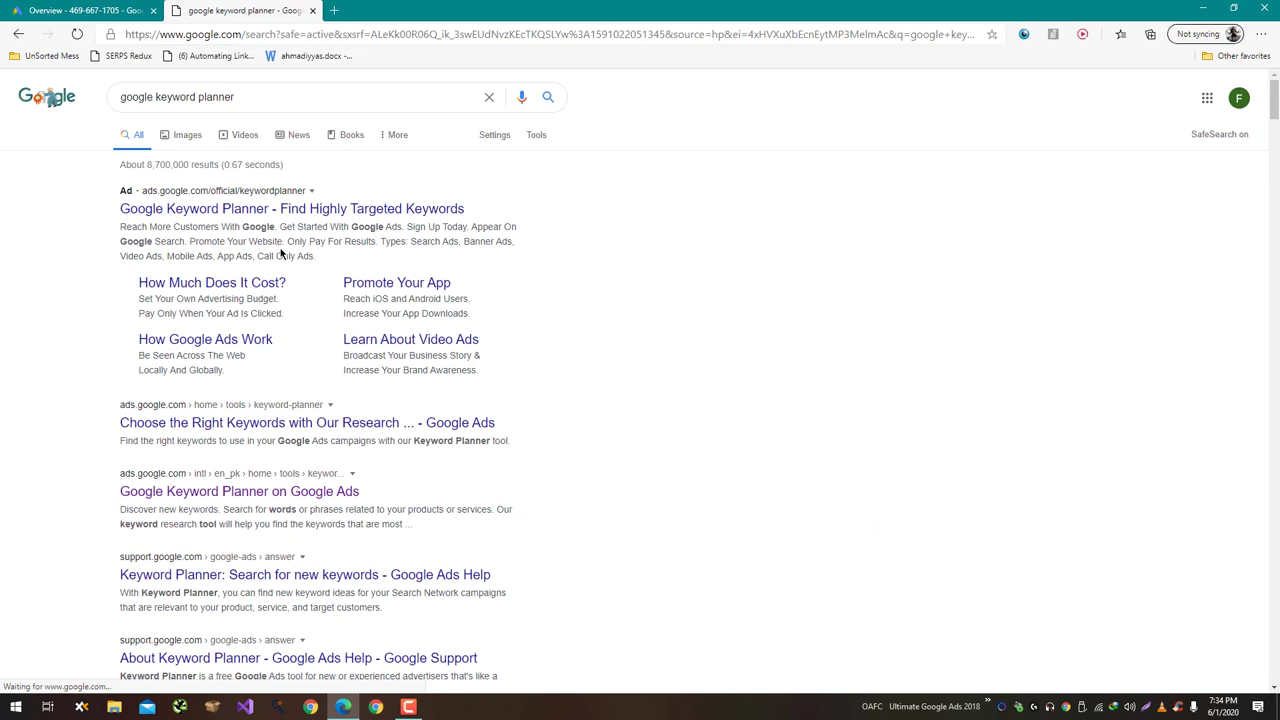 Overview - 469-667-1705 - Google
google keyword planner - Googl
https://www.google.com/search?safe=active&sxsrf=ALeKk00R06Q_ik_3swEUdNvzKEcTKQSLYw%3A1591022051345&source=hp&ei=4xHVXuXbEcnEytMP3MelmAc&q=google+key...
Not syncing
UnSorted Mess
SERPS Redux
(6) Automating Link...
ahmadiyyas.docx -...
Other favorites
Google
google keyword planner
F
All
Images
Videos
News
Books
More
Settings
Tools
SafeSearch on
About 8,700,000 results (0.67 seconds)
Ad · ads.google.com/official/keywordplanner
Google Keyword Planner - Find Highly Targeted Keywords
Reach More Customers With Google. Get Started With Google Ads. Sign Up Today. Appear On
Google Search. Promote Your Website. Only Pay For Results. Types: Search Ads, Banner Ads,
Video Ads, Mobile Ads, App Ads, Call Only Ads.
How Much Does It Cost?
Set Your Own Advertising Budget.
Pay Only When Your Ad Is Clicked.
Promote Your App
Reach iOS and Android Users.
Increase Your App Downloads.
How Google Ads Work
Be Seen Across The Web
Locally And Globally.
Learn About Video Ads
Broadcast Your Business Story &
Increase Your Brand Awareness.
ads.google.com › home › tools › keyword-planner
Choose the Right Keywords with Our Research ... - Google Ads
Find the right keywords to use in your Google Ads campaigns with our Keyword Planner tool.
ads.google.com › intl › en_pk › home › tools › keywor...
Google Keyword Planner on Google Ads
Discover new keywords. Search for words or phrases related to your products or services. Our
keyword research tool will help you find the keywords that are most ...
support.google.com › google-ads › answer
Keyword Planner: Search for new keywords - Google Ads Help
With Keyword Planner, you can find new keyword ideas for your Search Network campaigns
that are relevant to your product, service, and target customers.
support.google.com › google-ads › answer
About Keyword Planner - Google Ads Help - Google Support
Keyword Planner is a free Google Ads tool for new or experienced advertisers that's like a
Waiting for www.google.com...
OAFC
Ultimate Google Ads 2018
7:34 PM
6/1/2020